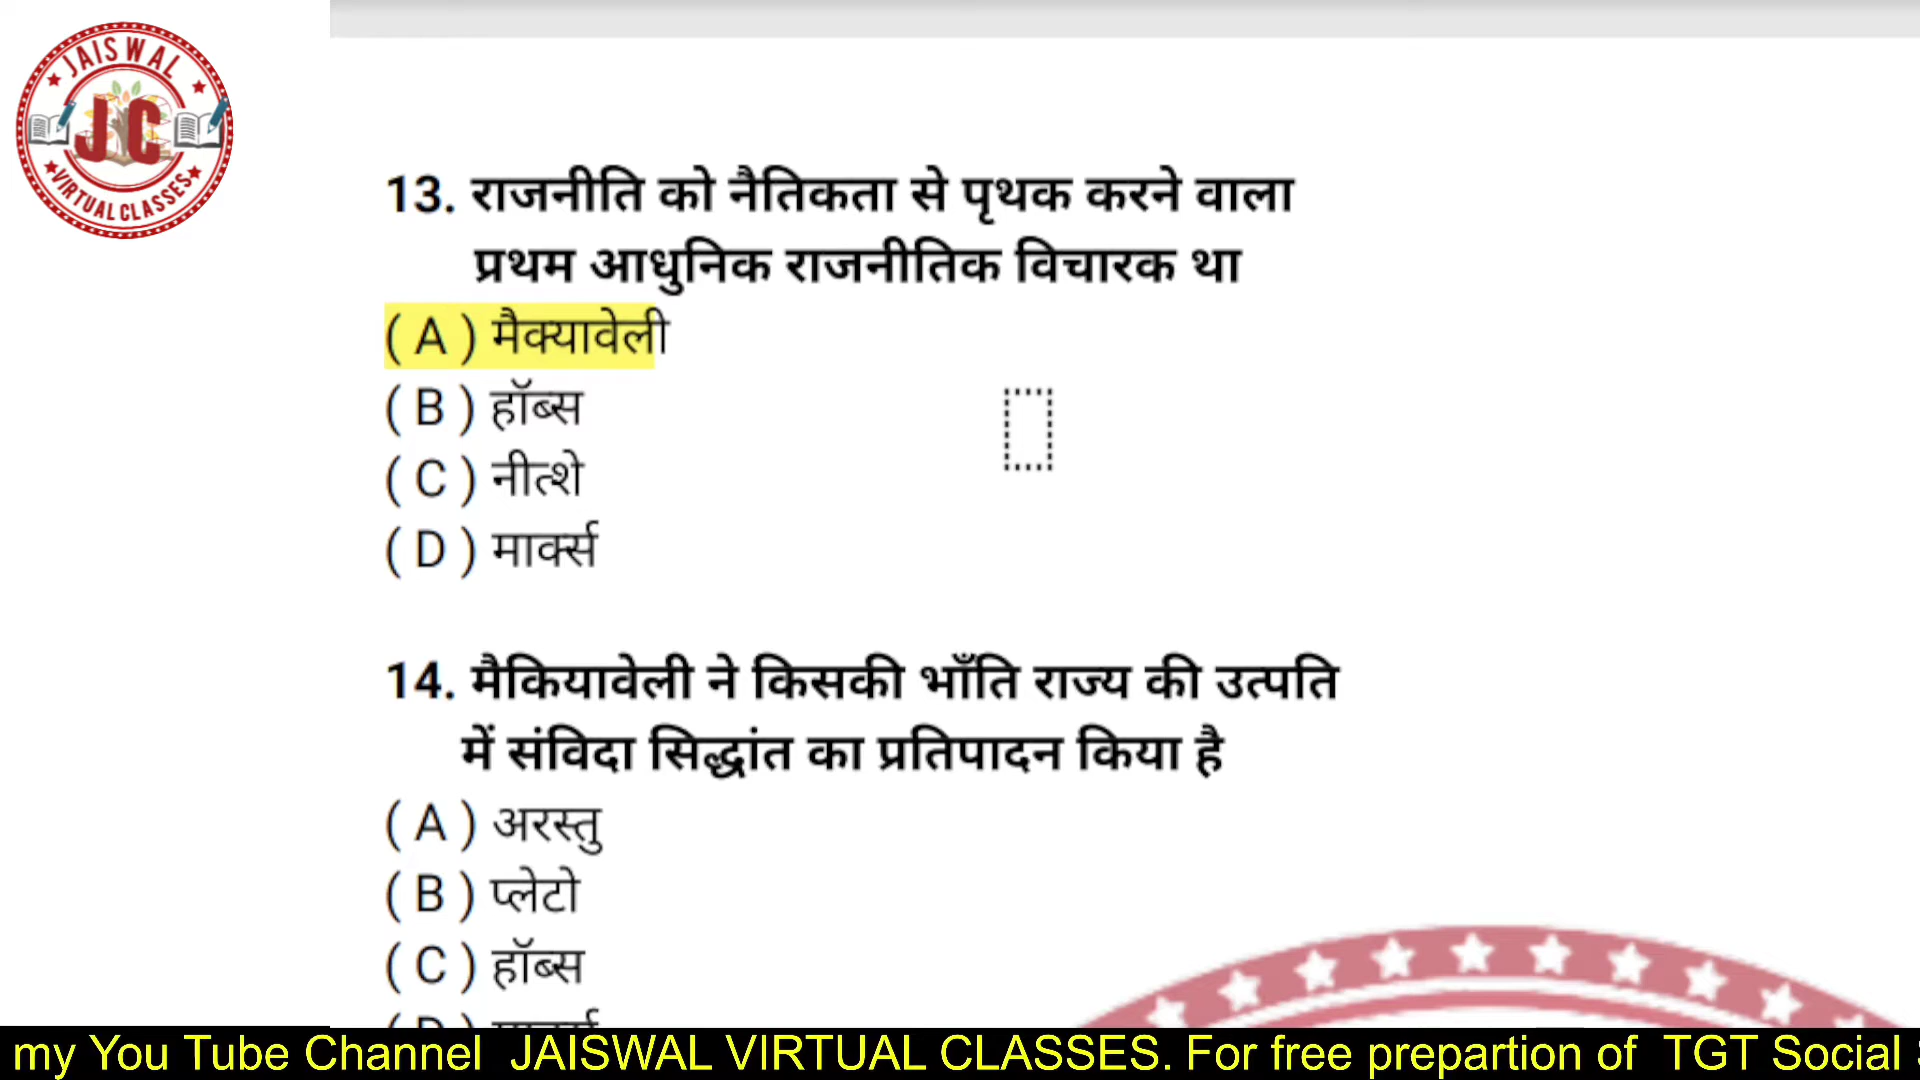 JAISWAL
JC
VIRTUAL CLASSES
13. राजनीति को नैतिकता से पृथक करने वाला
प्रथम आधुनिक राजनीतिक विचारक था
( A ) मैक्यावेली
( B ) हॉब्स
( C ) नीत्शे
( D ) मार्क्स
14. मैकियावेली ने किसकी भाँति राज्य की उत्पति
में संविदा सिद्धांत का प्रतिपादन किया है
( A ) अरस्तु
( B ) प्लेटो
( C ) हॉब्स
my You Tube Channel JAISWAL VIRTUAL CLASSES. For free prepartion of TGT Social